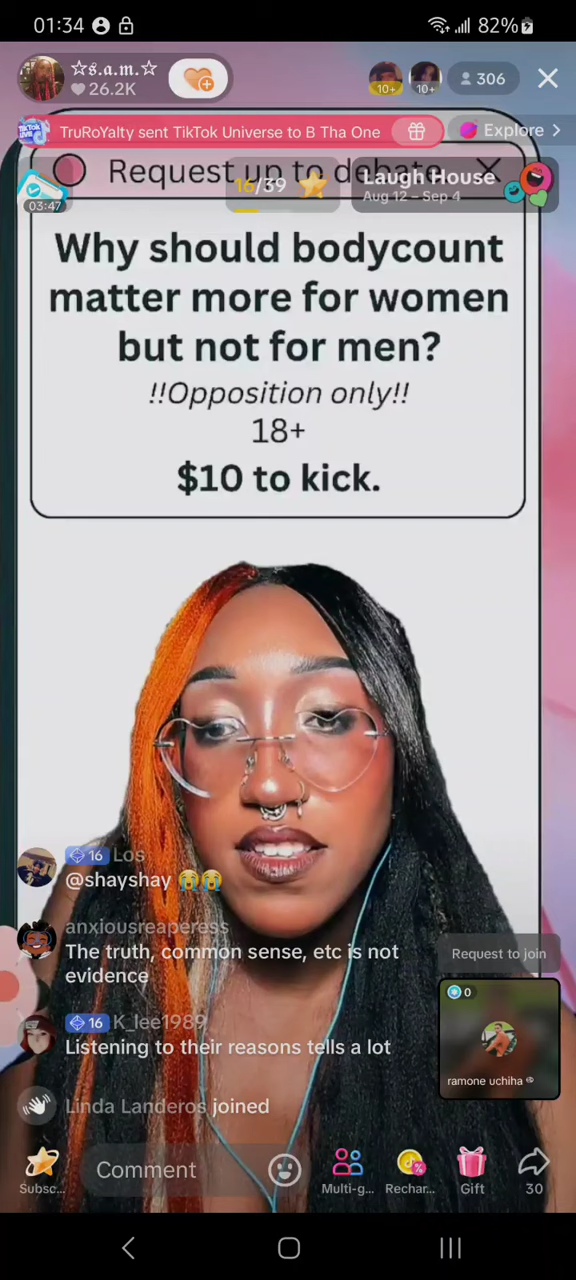 01:34
82%
☆𝖘.𝖆.𝖒.☆
26.2K
10+
10+
306
TruRoYalty sent TikTok Universe to B Tha One
Explore >
Request up to debate
03:47
16/39
Laugh House
Aug 12 – Sep 4
Why should bodycount
matter more for women
but not for men?
!!Opposition only!!
18+
$10 to kick.
16 Los
@shayshay 😭😭
anxiousreaperess
The truth, common sense, etc is not
evidence
16 K_lee1989
Listening to their reasons tells a lot
Linda Landeros joined
Request to join
0
ramone uchiha
Subsc...
Comment
Multi-g...
Rechar...
Gift
30